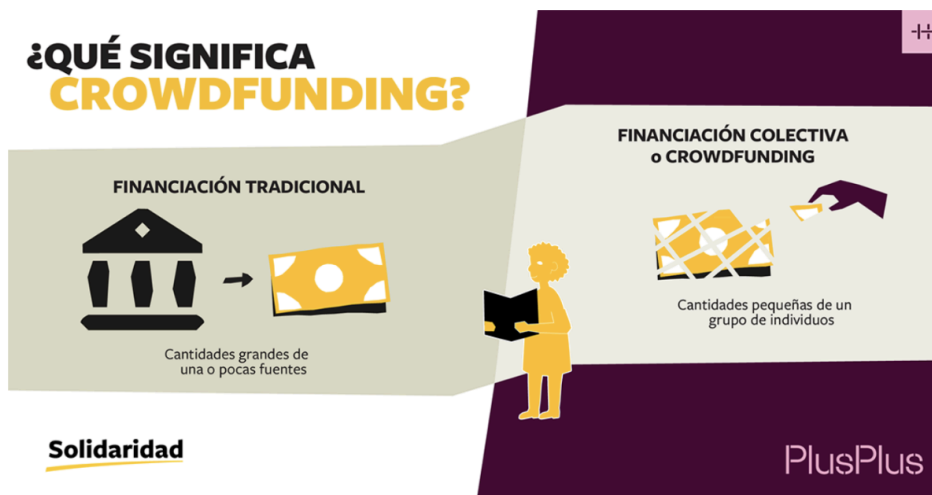 ¿QUÉ SIGNIFICA
CROWDFUNDING?
FINANCIACIÓN TRADICIONAL
Cantidades grandes de
una o pocas fuentes
FINANCIACIÓN COLECTIVA
o CROWDFUNDING
Cantidades pequeñas de un
grupo de individuos
Solidaridad
PlusPlus